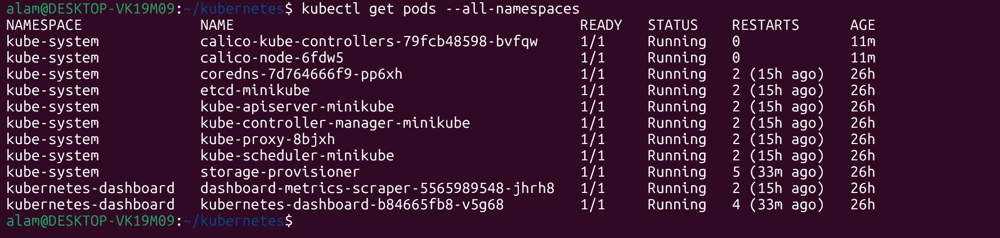 alam@DESKTOP-VK19M09:~/kubernetes$ kubectl get pods --all-namespaces
NAMESPACE              NAME                                         READY   STATUS    RESTARTS      AGE
kube-system            calico-kube-controllers-79fcb48598-bvfqw     1/1     Running   0             11m
kube-system            calico-node-6fdw5                            1/1     Running   0             11m
kube-system            coredns-7d764666f9-pp6xh                     1/1     Running   2 (15h ago)   26h
kube-system            etcd-minikube                                1/1     Running   2 (15h ago)   26h
kube-system            kube-apiserver-minikube                      1/1     Running   2 (15h ago)   26h
kube-system            kube-controller-manager-minikube             1/1     Running   2 (15h ago)   26h
kube-system            kube-proxy-8bjxh                             1/1     Running   2 (15h ago)   26h
kube-system            kube-scheduler-minikube                      1/1     Running   2 (15h ago)   26h
kube-system            storage-provisioner                          1/1     Running   5 (33m ago)   26h
kubernetes-dashboard   dashboard-metrics-scraper-5565989548-jhrh8   1/1     Running   2 (15h ago)   26h
kubernetes-dashboard   kubernetes-dashboard-b84665fb8-v5g68         1/1     Running   4 (33m ago)   26h
alam@DESKTOP-VK19M09:~/kubernetes$